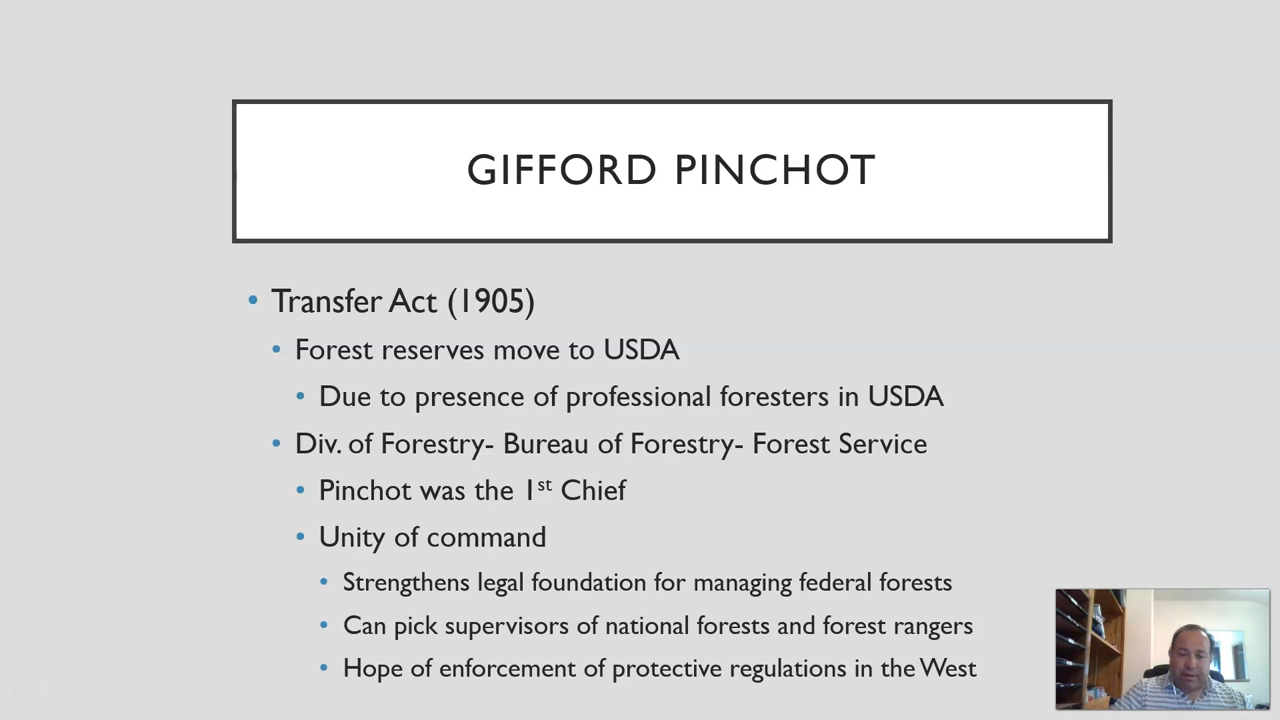 GIFFORD PINCHOT
• Transfer Act (1905)
• Forest reserves move to USDA
• Due to presence of professional foresters in USDA
• Div. of Forestry- Bureau of Forestry- Forest Service
• Pinchot was the 1st Chief
• Unity of command
• Strengthens legal foundation for managing federal forests
• Can pick supervisors of national forests and forest rangers
• Hope of enforcement of protective regulations in the West